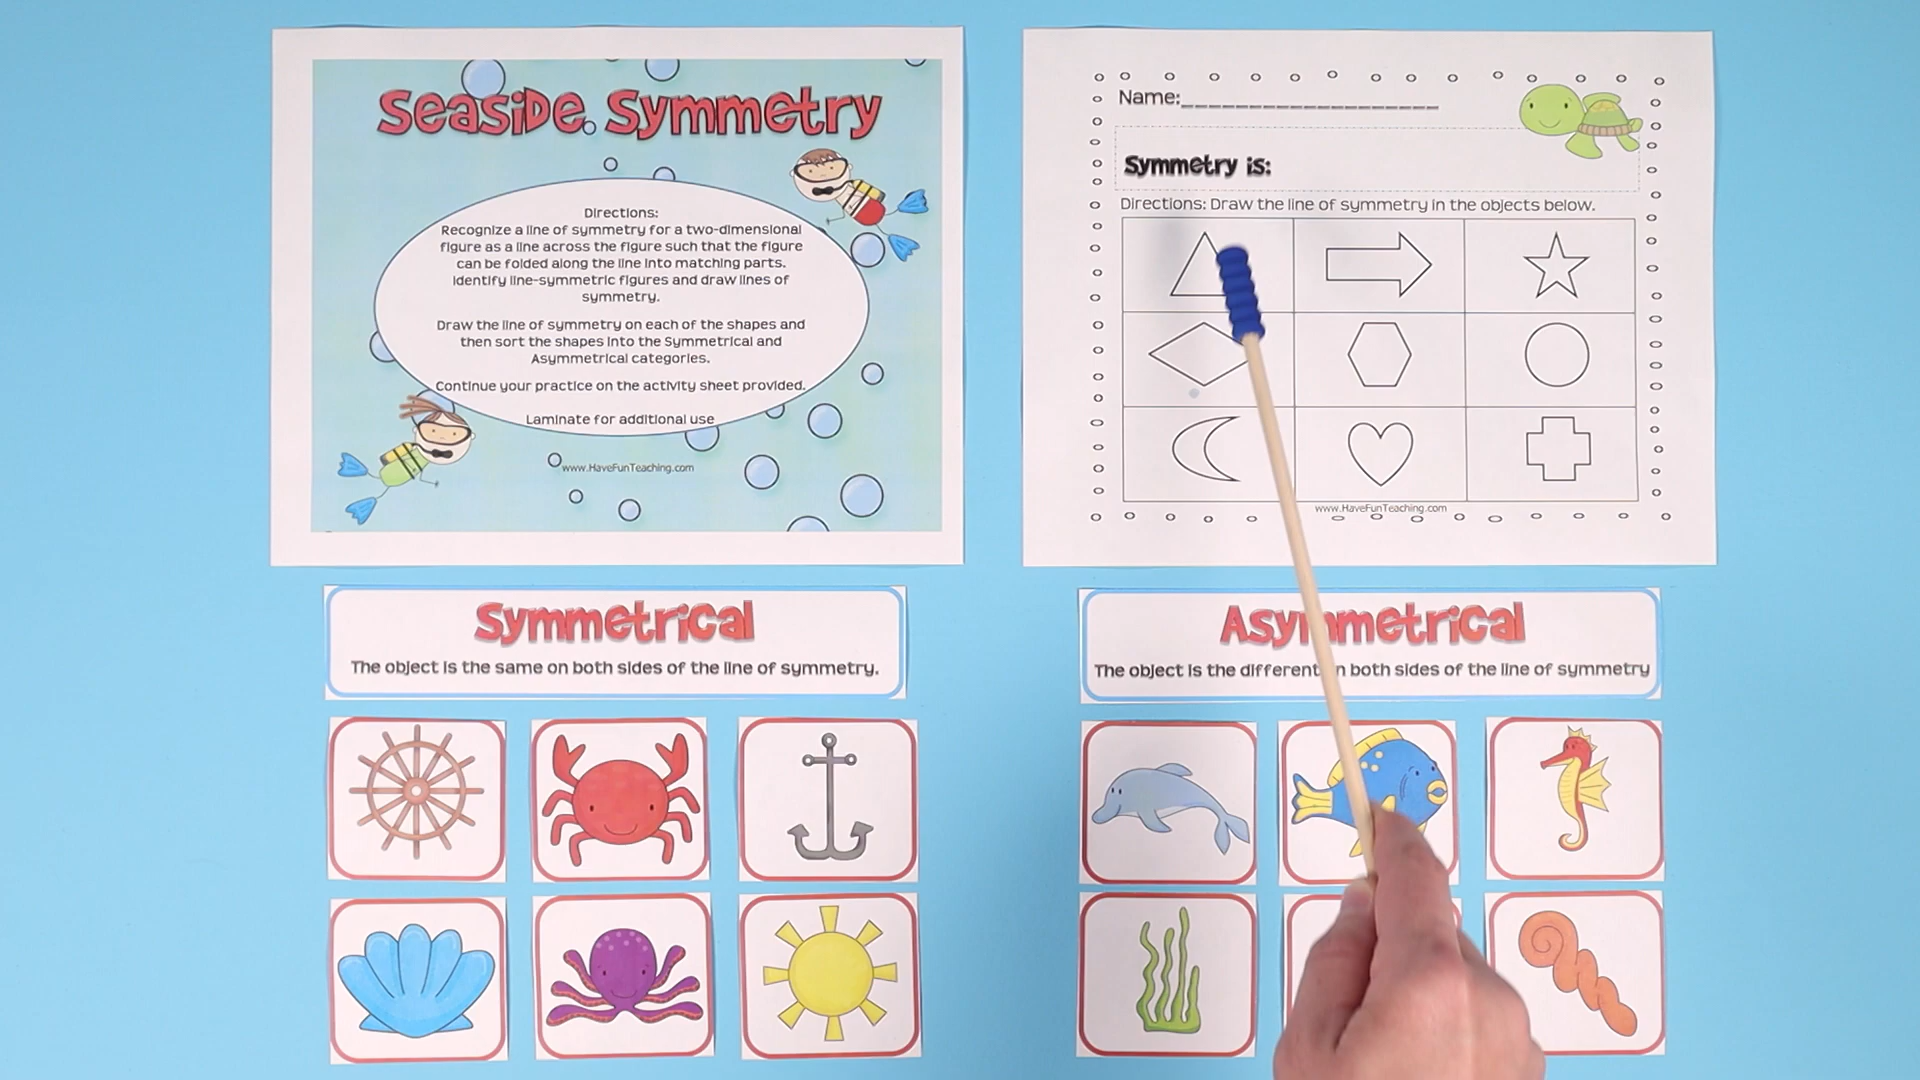 Seaside Symmetry
Directions:
Recognize a line of symmetry for a two-dimensional
figure as a line across the figure such that the figure
can be folded along the line into matching parts.
Identify line-symmetric figures and draw lines of
symmetry.
Draw the line of symmetry on each of the shapes and
then sort the shapes into the Symmetrical and
Asymmetrical categories.
Continue your practice on the activity sheet provided.
Laminate for additional use
www.HaveFunTeaching.com
Name:___________________
Symmetry is:
Directions: Draw the line of symmetry in the objects below.
www.HaveFunTeaching.com
Symmetrical
The object is the same on both sides of the line of symmetry.
Asymmetrical
The object is the different both sides of the line of symmetry